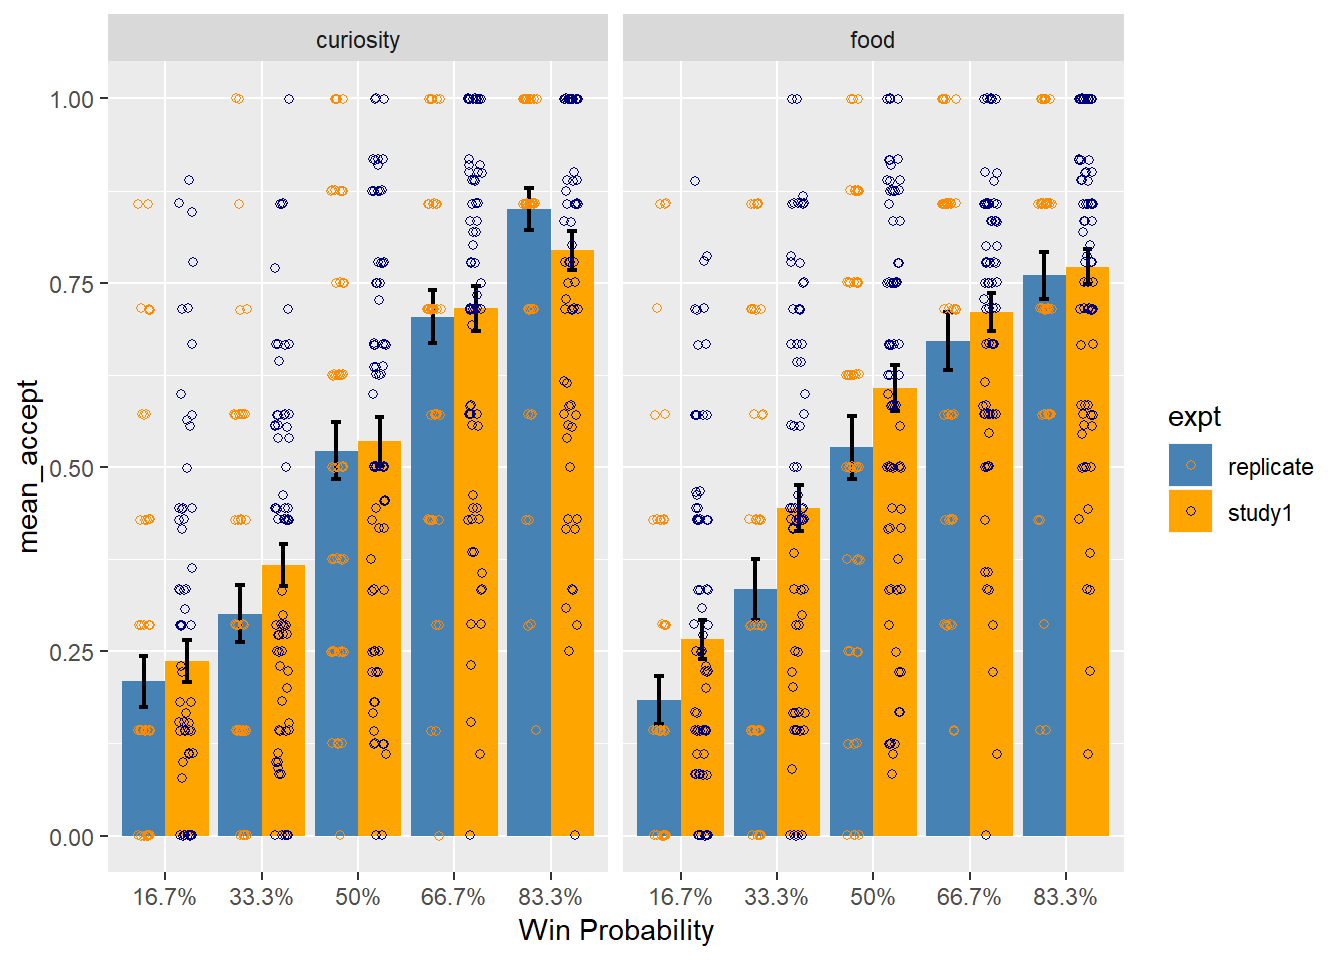 curiosity
food
1.00
0.75
0.50
0.25
0.00
mean_accept
16.7%
33.3%
50%
66.7%
83.3%
16.7%
33.3%
50%
66.7%
83.3%
Win Probability
expt
replicate
study1